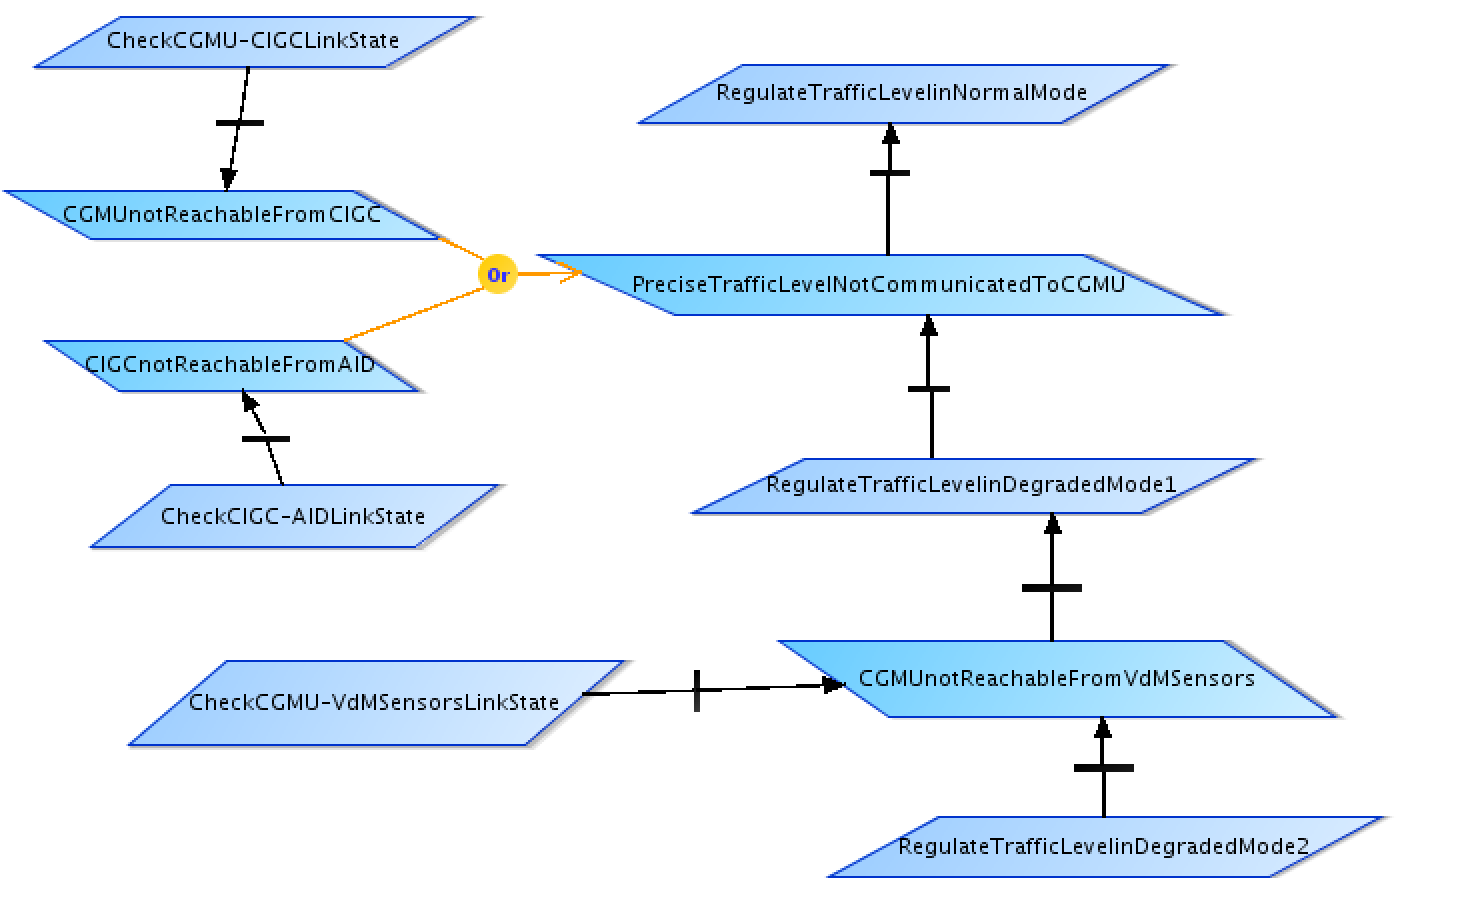 CheckCGMU-CIGCLinkState
RegulateTrafficLevelinNormalMode
CGMUnotReachableFromCIGC
Or
PreciseTrafficLevelNotCommunicatedToCGMU
CIGCnotReachableFromAID
RegulateTrafficLevelinDegradedMode1
CheckCIGC-AIDLinkState
CGMUnotReachableFromVdMSensors
CheckCGMU-VdMSensorsLinkState
RegulateTrafficLevelinDegradedMode2